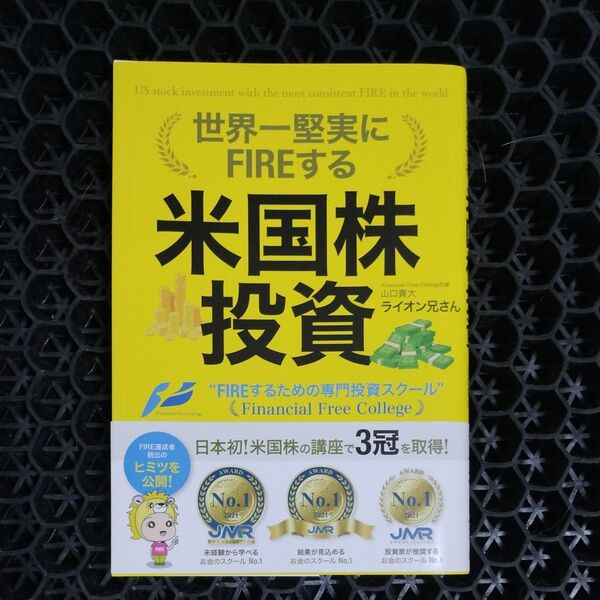 US stock investment with the most consistent FIRE in the world
世界一堅実に
FIREする
米国株
投資
Financial Free College代表
山口貴大
ライオン兄さん
Financial Free College
“FIREするための専門投資スクール”
《Financial Free College》
FIRE達成者
続出の
ヒミツを
公開!
FIRE
日本初!米国株の講座で3冠を取得!
AWARD
No.1
2021
JMR
未経験から学べる
お金のスクール No.1
AWARD
No.1
2021
JMR
結果が見込める
お金のスクール No.1
AWARD
No.1
2021
JMR
投資家が推奨する
お金のスクール No.1